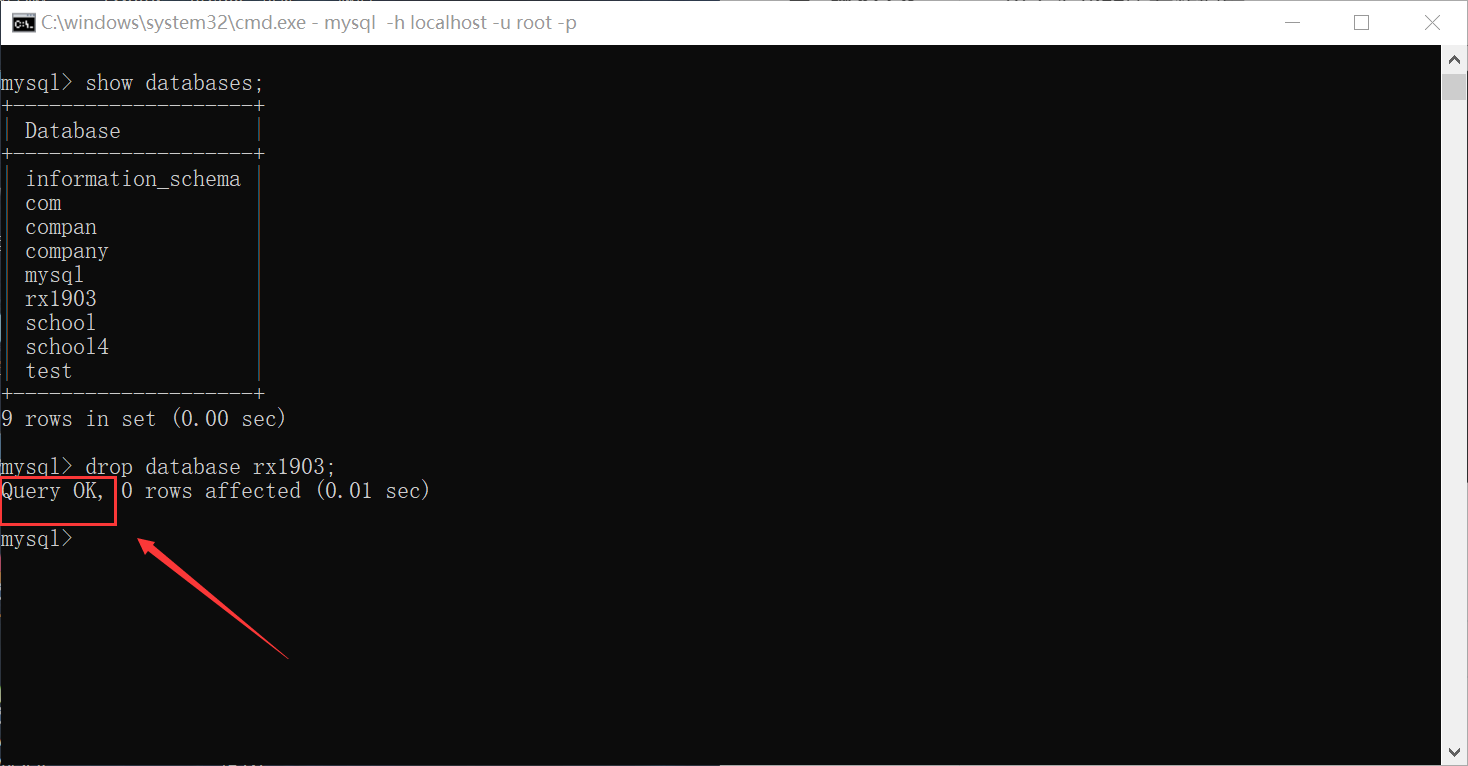 C:\windows\system32\cmd.exe - mysql  -h localhost -u root -p
mysql> show databases;
+--------------------+
| Database           |
+--------------------+
| information_schema |
| com                |
| compan             |
| company            |
| mysql              |
| rx1903             |
| school             |
| school4            |
| test               |
+--------------------+
9 rows in set (0.00 sec)
mysql> drop database rx1903;
Query OK, 0 rows affected (0.01 sec)
mysql>